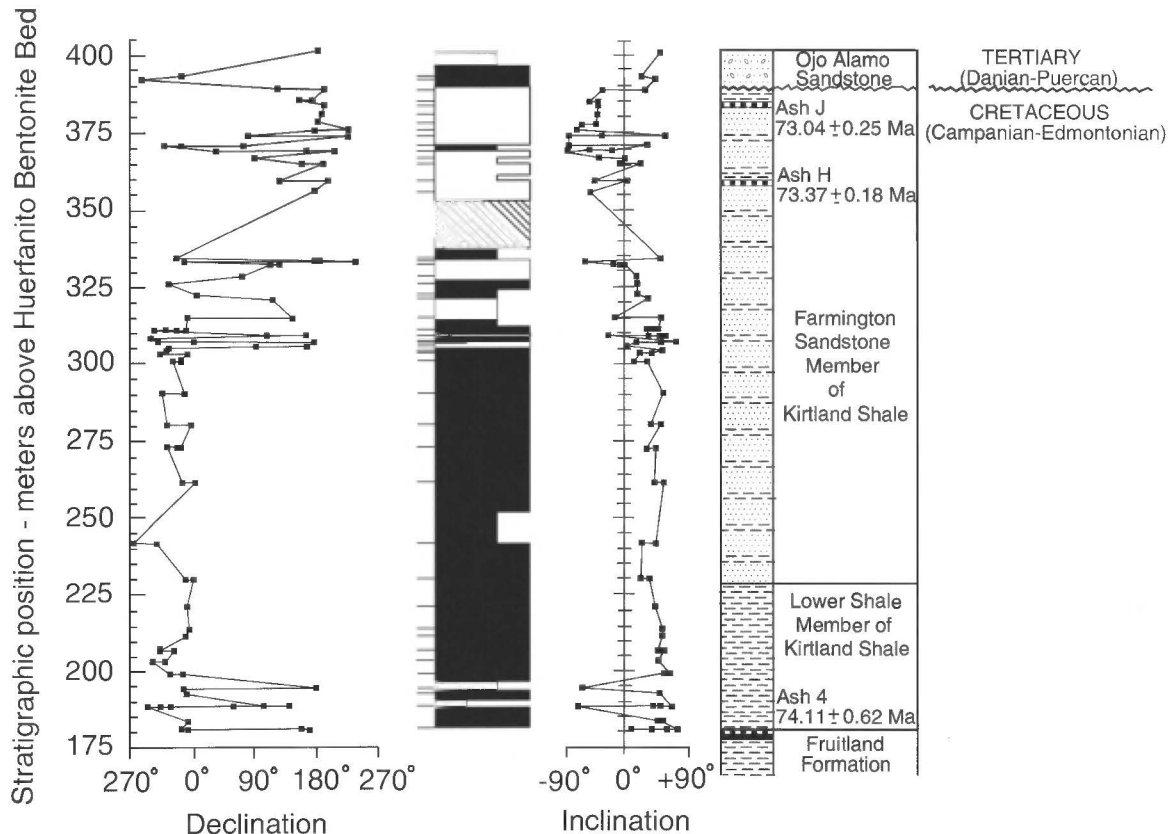 Stratigraphic position - meters above Huerfanito Bentonite Bed
400
375
350
325
300
275
250
225
200
175
270° 0° 90° 180° 270°
Declination
-90° 0° +90°
Inclination
Ojo Alamo
Sandstone
Ash J
73.04 ± 0.25 Ma
Ash H
73.37 ± 0.18 Ma
Farmington
Sandstone
Member
of
Kirtland Shale
Lower Shale
Member of
Kirtland Shale
Ash 4
74.11 ± 0.62 Ma
Fruitland
Formation
TERTIARY
(Danian-Puercan)
CRETACEOUS
(Campanian-Edmontonian)